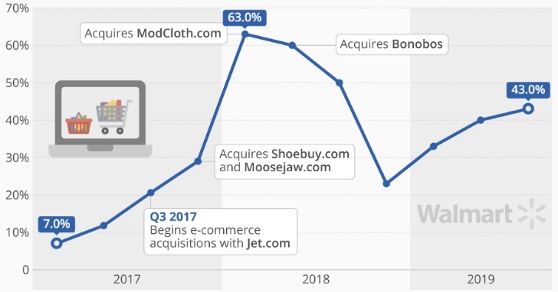 70%
60%
50%
40%
30%
20%
10%
0
63.0%
Acquires ModCloth.com
Acquires Bonobos
43.0%
Acquires Shoebuy.com
and Moosejaw.com
7.0%
Q3 2017
Begins e-commerce
acquisitions with Jet.com
Walmart
2017
2018
2019